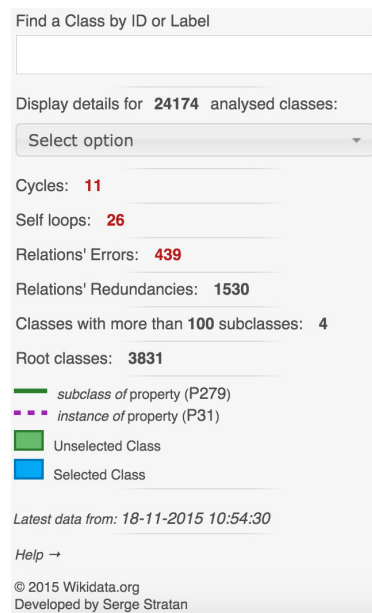 Find a Class by ID or Label
Display details for 24174 analysed classes:
Select option
Cycles: 11
Self loops: 26
Relations' Errors: 439
Relations' Redundancies: 1530
Classes with more than 100 subclasses: 4
Root classes: 3831
subclass of property (P279)
instance of property (P31)
Unselected Class
Selected Class
Latest data from: 18-11-2015 10:54:30
Help →
© 2015 Wikidata.org
Developed by Serge Stratan